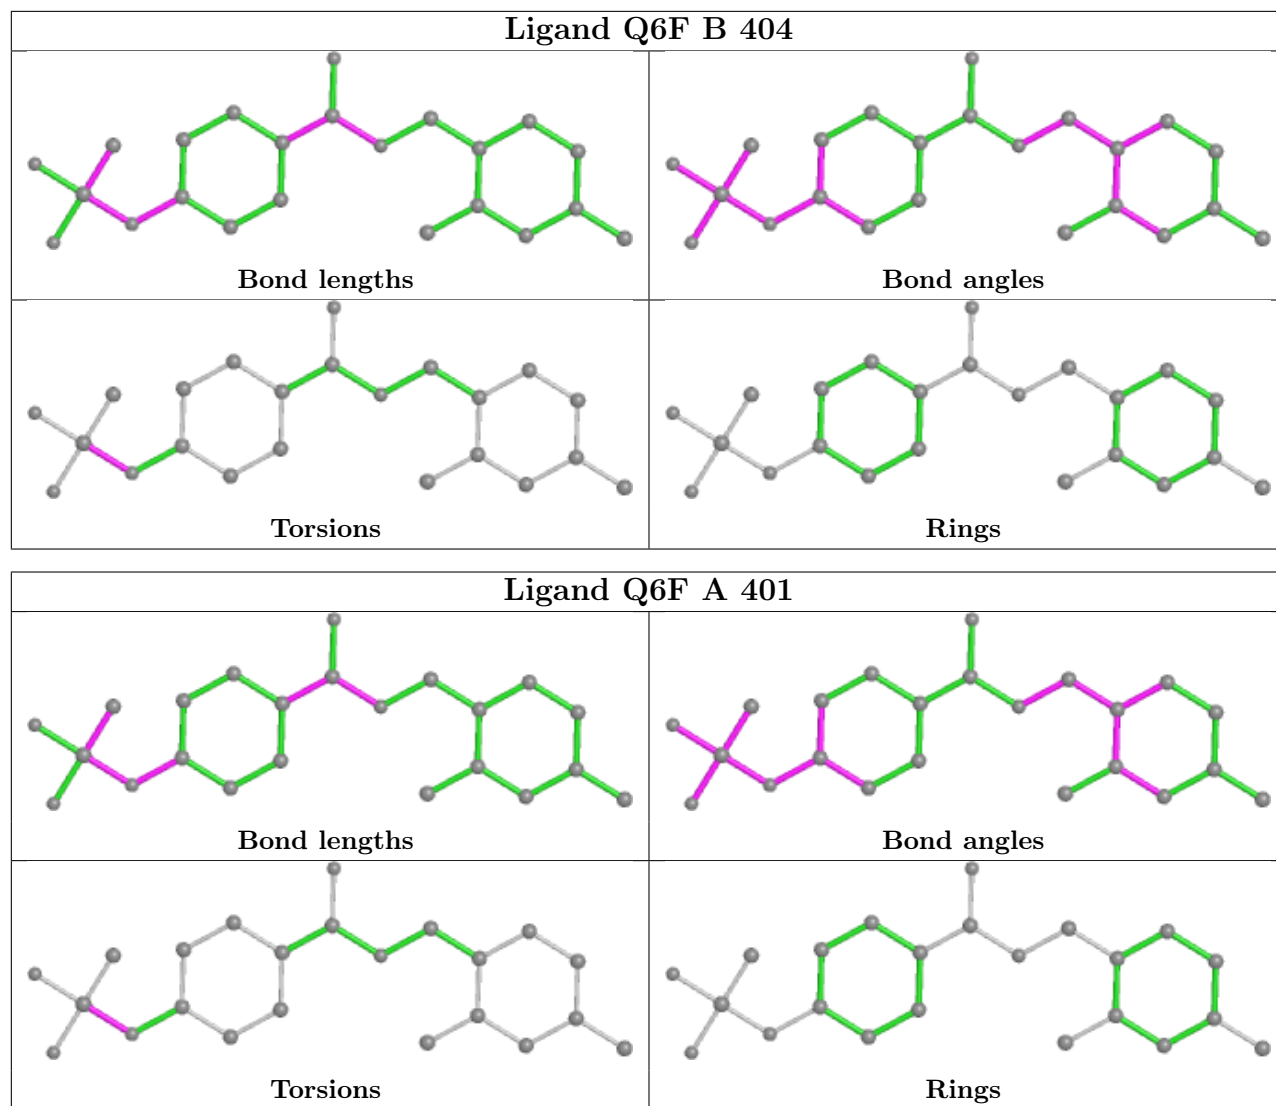 Ligand Q6F B 404
Bond lengths
Bond angles
Torsions
Rings
Ligand Q6F A 401
Bond lengths
Bond angles
Torsions
Rings